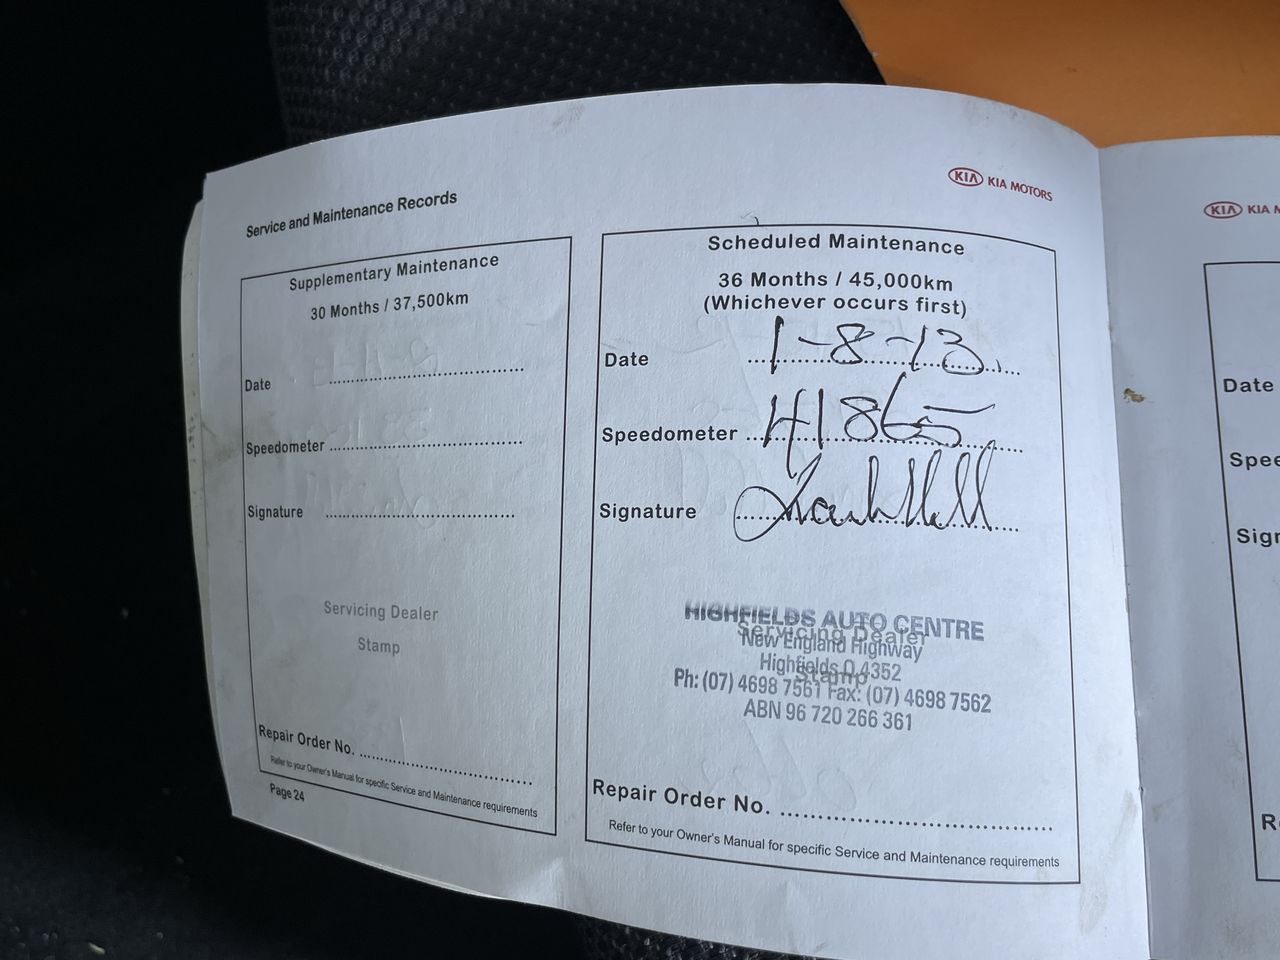 Service and Maintenance Records
KIA KIA MOTORS
Supplementary Maintenance
30 Months / 37,500km
Date
Speedometer
Signature
Servicing Dealer
Stamp
Repair Order No.
Refer to your Owner's Manual for specific Service and Maintenance requirements
Page 24
Scheduled Maintenance
36 Months / 45,000km
(Whichever occurs first)
Date 1-8-13
Speedometer 41865
Signature
HIGHFIELDS AUTO CENTRE
Servicing Dealer
New England Highway
Highfields Q 4352
Stamp
Ph: (07) 4698 7561 Fax: (07) 4698 7562
ABN 96 720 266 361
Repair Order No.
Refer to your Owner's Manual for specific Service and Maintenance requirements
KIA KIA M
Date
Spee
Sign
R